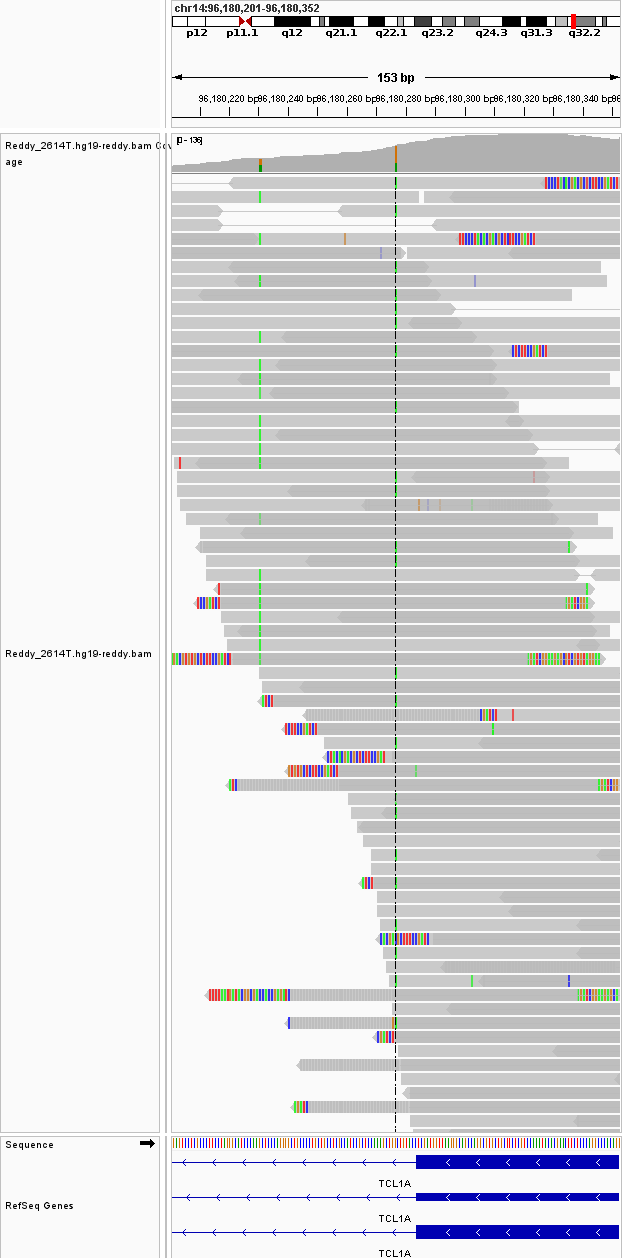 chr14:96,180,201-96,180,352
p12 p11.1 q12 q21.1 q22.1 q23.2 q24.3 q31.3 q32.2
153 bp
96,180,220 bp 96,180,240 bp 96,180,260 bp 96,180,280 bp 96,180,300 bp 96,180,320 bp 96,180,340 bp
Reddy_2614T.hg19-reddy.bam Cov
age
[0 - 136]
Reddy_2614T.hg19-reddy.bam
Sequence
TCL1A
RefSeq Genes
TCL1A
TCL1A